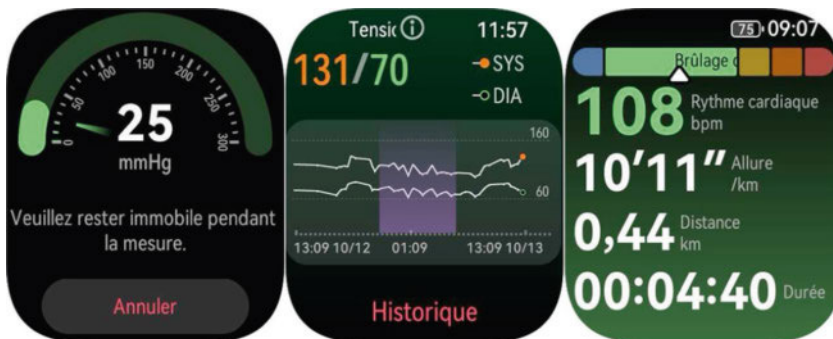 0
50
100
150
200
250
300
25
mmHg
Veuillez rester immobile pendant
la mesure.
Annuler
Tensic 11:57
131/70
SYS
DIA
160
60
13:09 10/12 01:09 13:09 10/13
Historique
75 09:07
Brûlage
108 Rythme cardiaque
bpm
10'11" Allure
/km
0,44 Distance
km
00:04:40 Durée